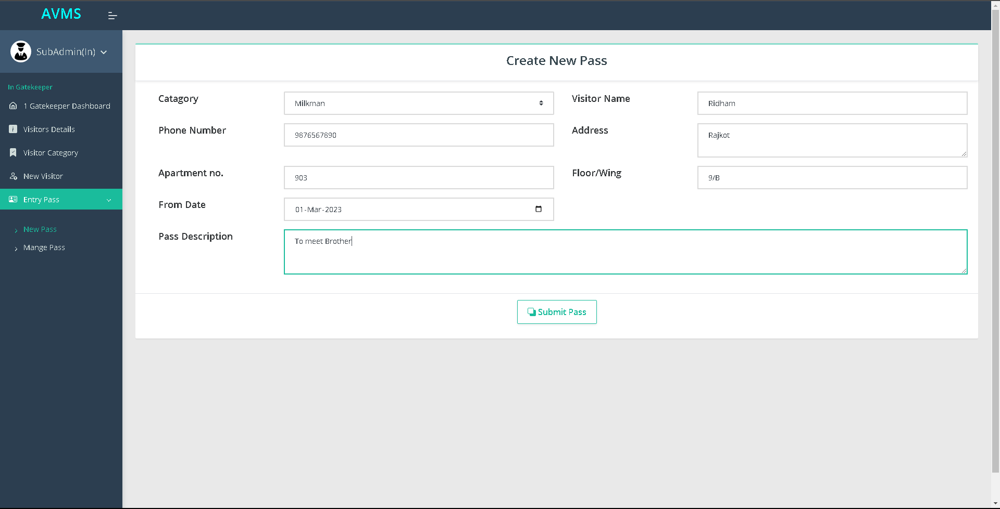 AVMS
SubAdmin(In)
In Gatekeeper
1 Gatekeeper Dashboard
Visitors Details
Visitor Category
New Visitor
Entry Pass
New Pass
Mange Pass
Create New Pass
Catagory
Milkman
Visitor Name
Ridham
Phone Number
9876567890
Address
Rajkot
Apartment no.
903
Floor/Wing
9/B
From Date
01-Mar-2023
Pass Description
To meet Brother
Submit Pass